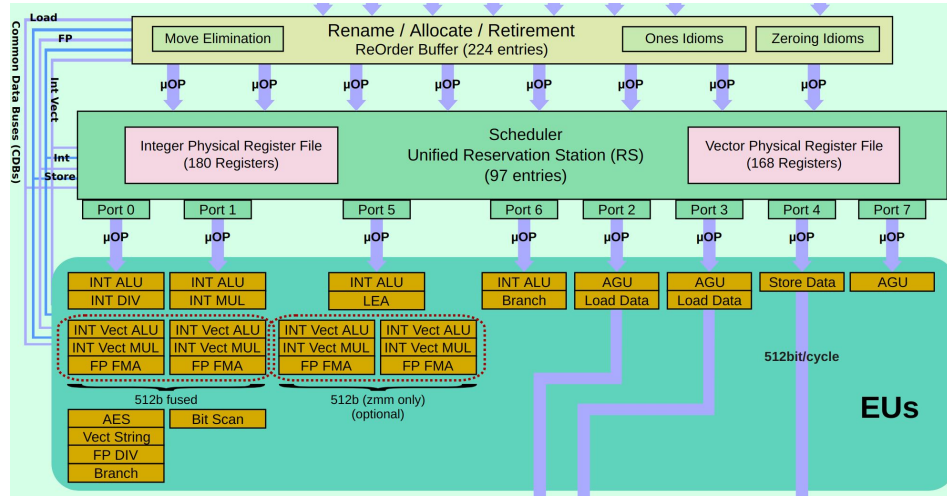 Common Data Buses (CDBs)
Load
FP
Int Vect
Int
Store
Rename / Allocate / Retirement
ReOrder Buffer (224 entries)
Move Elimination
Ones Idioms
Zeroing Idioms
µOP µOP µOP µOP µOP µOP µOP µOP
Scheduler
Unified Reservation Station (RS)
(97 entries)
Integer Physical Register File
(180 Registers)
Vector Physical Register File
(168 Registers)
Port 0 Port 1 Port 5 Port 6 Port 2 Port 3 Port 4 Port 7
µOP µOP µOP µOP µOP µOP µOP µOP
INT ALU INT ALU INT ALU INT ALU AGU AGU Store Data AGU
INT DIV INT MUL LEA Branch Load Data Load Data
INT Vect ALU INT Vect ALU INT Vect ALU INT Vect ALU
INT Vect MUL INT Vect MUL INT Vect MUL INT Vect MUL
FP FMA FP FMA FP FMA FP FMA
512bit/cycle
512b fused
512b (zmm only)
(optional)
AES Bit Scan
Vect String
FP DIV
Branch
EUs